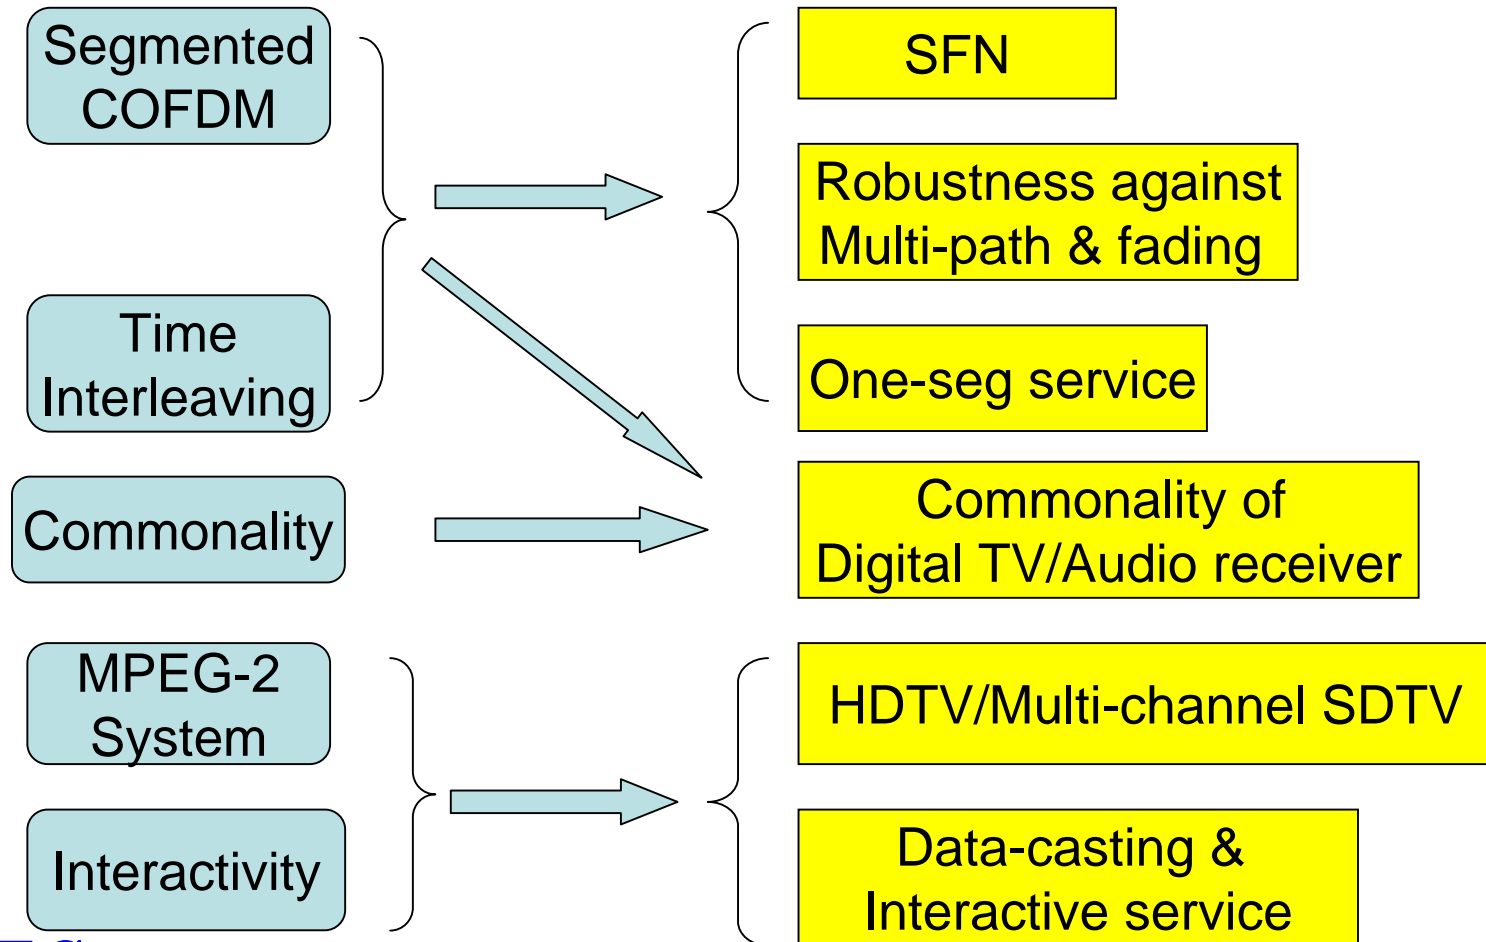 Segmented
COFDM
SFN
Robustness against
Multi-path & fading
Time
Interleaving
One-seg service
Commonality
Commonality of
Digital TV/Audio receiver
MPEG-2
System
HDTV/Multi-channel SDTV
Interactivity
Data-casting &
Interactive service